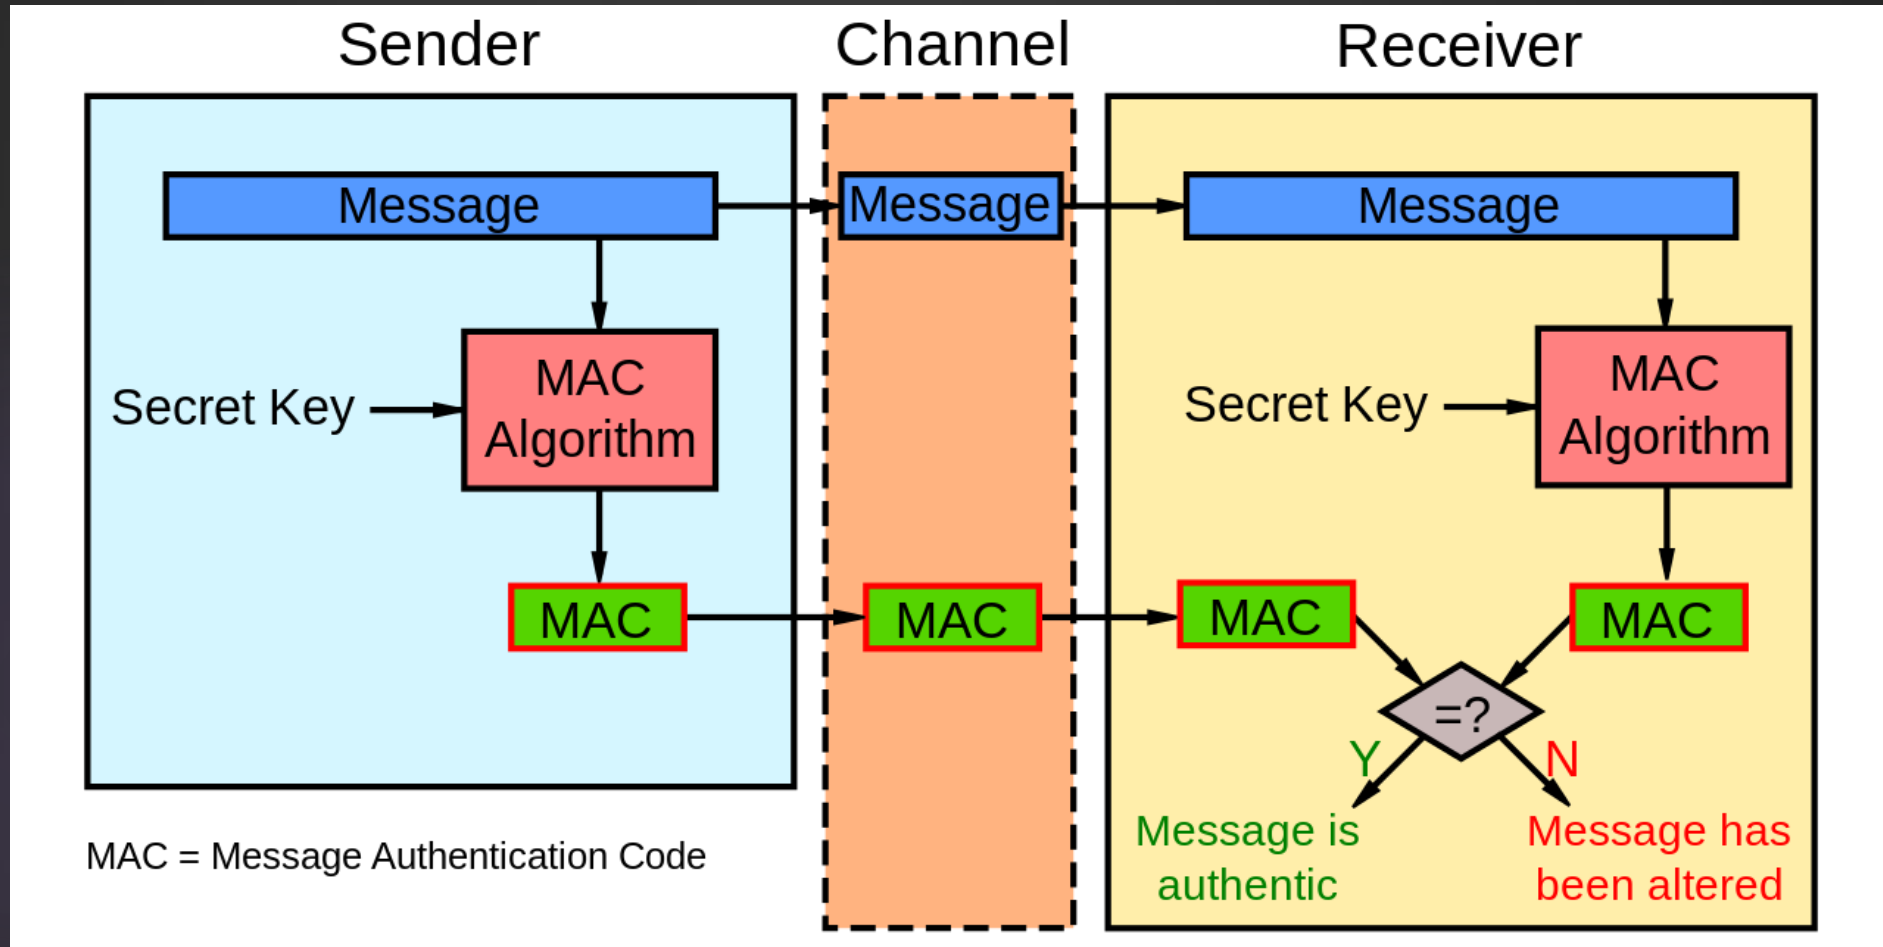 Sender
Channel
Receiver
Message
Message
Message
Secret Key
MAC
Algorithm
Secret Key
MAC
Algorithm
MAC
MAC
MAC
MAC
=?
Y
N
Message is
authentic
Message has
been altered
MAC = Message Authentication Code